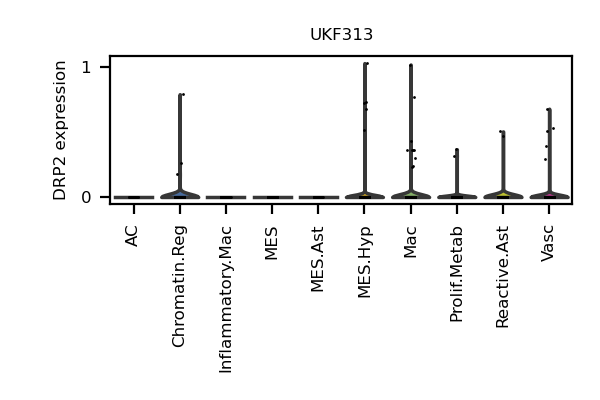 UKF313
DRP2 expression
1
0
AC
Chromatin.Reg
Inflammatory.Mac
MES
MES.Ast
MES.Hyp
Mac
Prolif.Metab
Reactive.Ast
Vasc